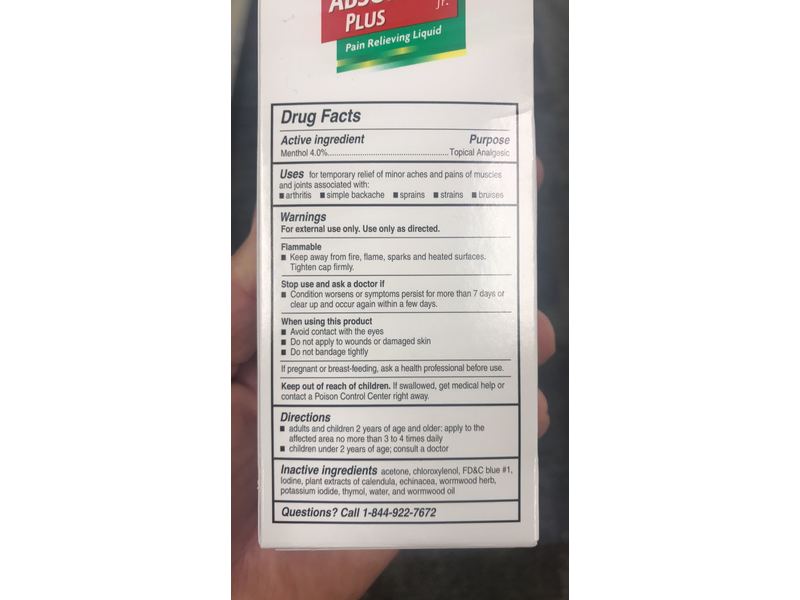 Jr.
PLUS
Pain Relieving Liquid
Drug Facts
Active ingredient Purpose
Menthol 4.0%.......................................... Topical Analgesic
Uses for temporary relief of minor aches and pains of muscles
and joints associated with:
■ arthritis ■ simple backache ■ sprains ■ strains ■ bruises
Warnings
For external use only. Use only as directed.
Flammable
■ Keep away from fire, flame, sparks and heated surfaces.
Tighten cap firmly.
Stop use and ask a doctor if
■ Condition worsens or symptoms persist for more than 7 days or
clear up and occur again within a few days.
When using this product
■ Avoid contact with the eyes
■ Do not apply to wounds or damaged skin
■ Do not bandage tightly
If pregnant or breast-feeding, ask a health professional before use.
Keep out of reach of children. If swallowed, get medical help or
contact a Poison Control Center right away.
Directions
■ adults and children 2 years of age and older: apply to the
affected area no more than 3 to 4 times daily
■ children under 2 years of age; consult a doctor
Inactive ingredients acetone, chloroxylenol, FD&C blue #1,
Iodine, plant extracts of calendula, echinacea, wormwood herb,
potassium iodide, thymol, water, and wormwood oil
Questions? Call 1-844-922-7672